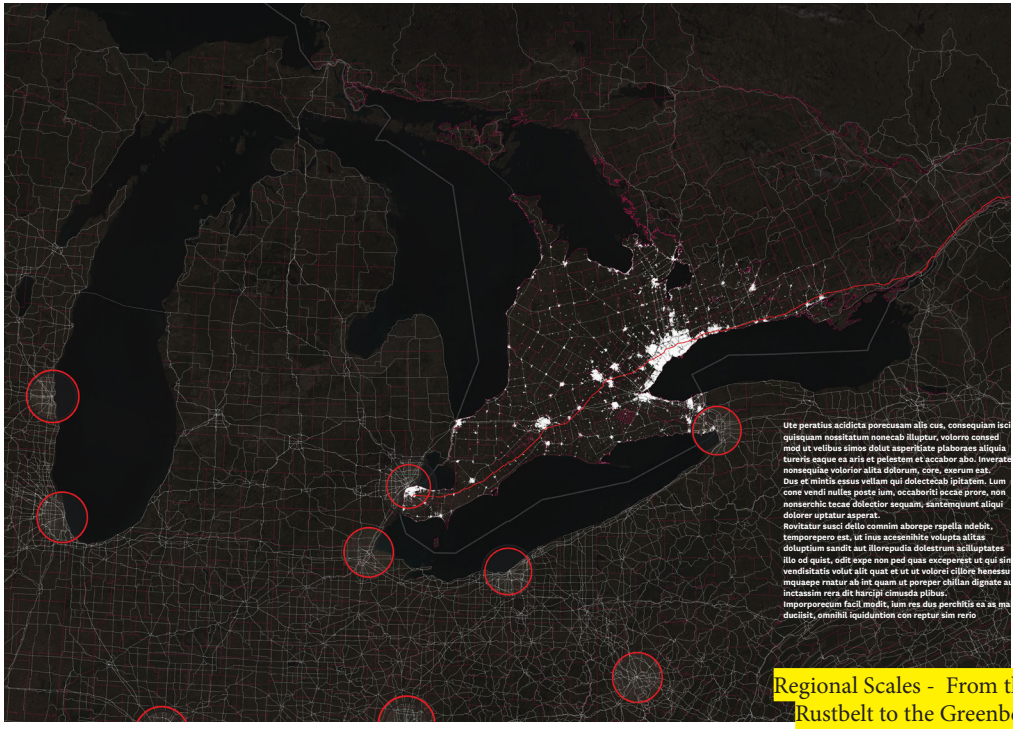 Ute peratius acidicta porecusam alis cus, consequiam isci
quisquam nossitatum nonecab illuptur, volorro consed
mod ut velibus simos dolut asperitiate plaboraes aliquia
tureris eaque ea aris et pelestem et accabor abo. Inverate
nonsequiae volorior alita dolorum, core, exerum eat.
Dus et mintis essus vellam qui dolectecab ipitatem. Lum
cone vendi nulles poste ium, occaboriti occae prore, non
nonserchic tecae dolectior sequam, santemquunt aliqui
dolorer uptatur asperat.
Rovitatur susci dello comnim aborepe rspella ndebit,
temporepero est, ut inus acesenihite volupta alitas
doluptium sandit aut illorepudia dolestrum acilluptates
illo od quist, odit expe non ped quas exceperest ut qui sin
vendisitatis volut alit quat et ut ut volorei cillore henessu
mquaepe rnatur ab int quam ut poreper chillan dignate au
inctassim rera dit harcipi cimusda plibus.
Imporporecum facil modit, ium res dus perchitis ea as ma
duciisit, omnihil iquiduntion con reptur sim rerio
Regional Scales - From th
Rustbelt to the Greenbe